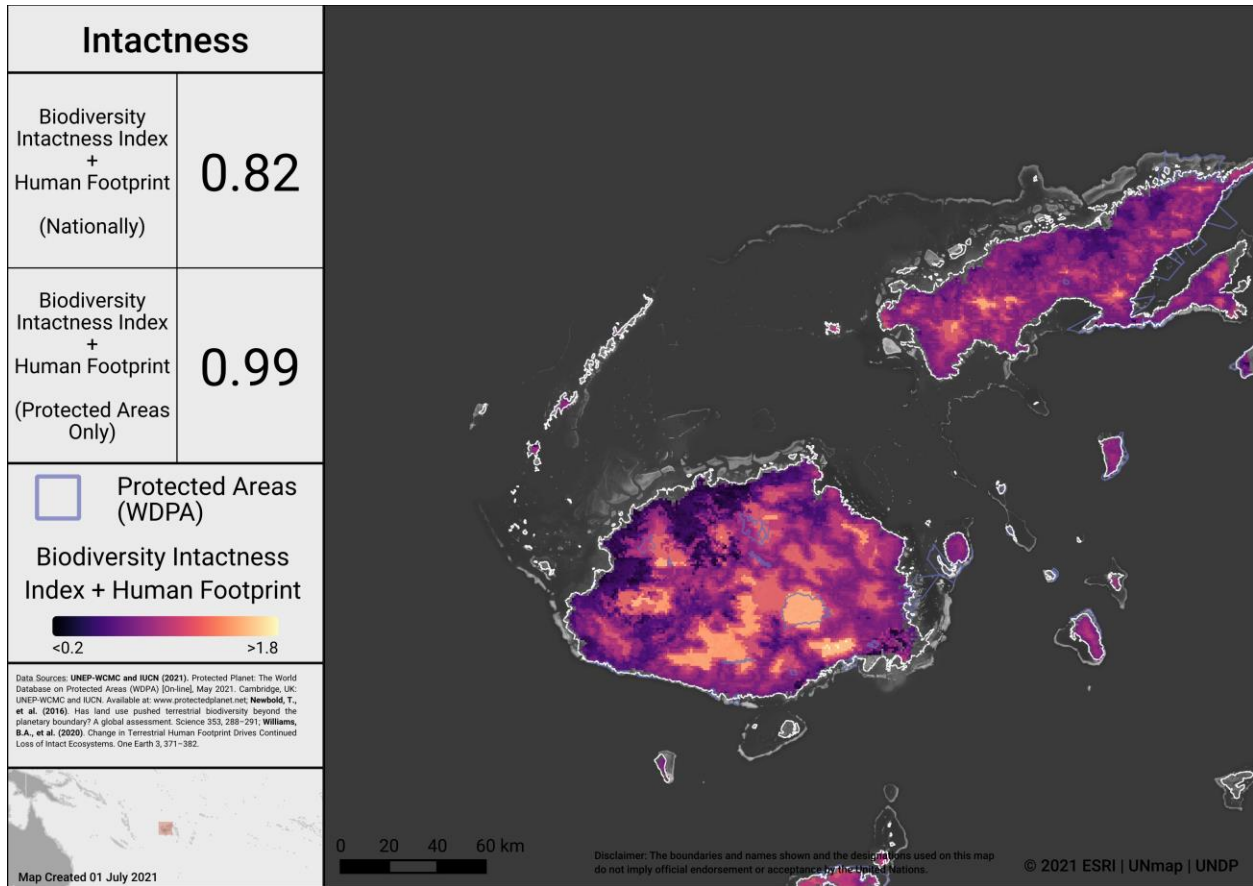 Intactness
Biodiversity
Intactness Index
+
Human Footprint
(Nationally)
0.82
Biodiversity
Intactness Index
+
Human Footprint
(Protected Areas
Only)
0.99
Protected Areas
(WDPA)
Biodiversity Intactness
Index + Human Footprint
<0.2
>1.8
Data Sources: UNEP-WCMC and IUCN (2021). Protected Planet: The World
Database on Protected Areas (WDPA) [On-line], May 2021. Cambridge, UK:
UNEP-WCMC and IUCN. Available at: www.protectedplanet.net; Newbold, T.,
et al. (2016). Has land use pushed terrestrial biodiversity beyond the
planetary boundary? A global assessment. Science 353, 288–291; Williams,
B.A., et al. (2020). Change in Terrestrial Human Footprint Drives Continued
Loss of Intact Ecosystems. One Earth 3, 371–382.
Map Created 01 July 2021
0 20 40 60 km
Disclaimer: The boundaries and names shown and the designations used on this map
do not imply official endorsement or acceptance by the United Nations.
© 2021 ESRI | UNmap | UNDP